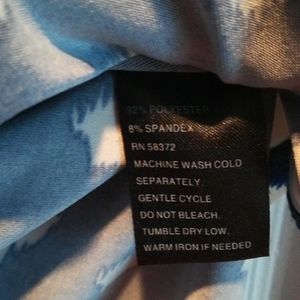 92% POLYESTER
8% SPANDEX
RN 58372
MACHINE WASH COLD
SEPARATELY.
GENTLE CYCLE
DO NOT BLEACH.
TUMBLE DRY LOW.
WARM IRON IF NEEDED